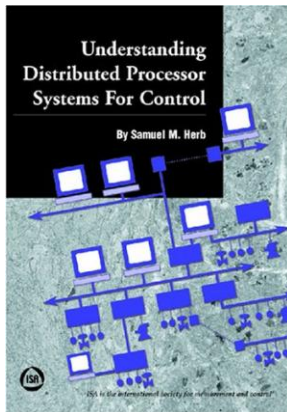 Understanding
Distributed Processor
Systems For Control
By Samuel M. Herb
ISA
ISA is the international society for measurement and control